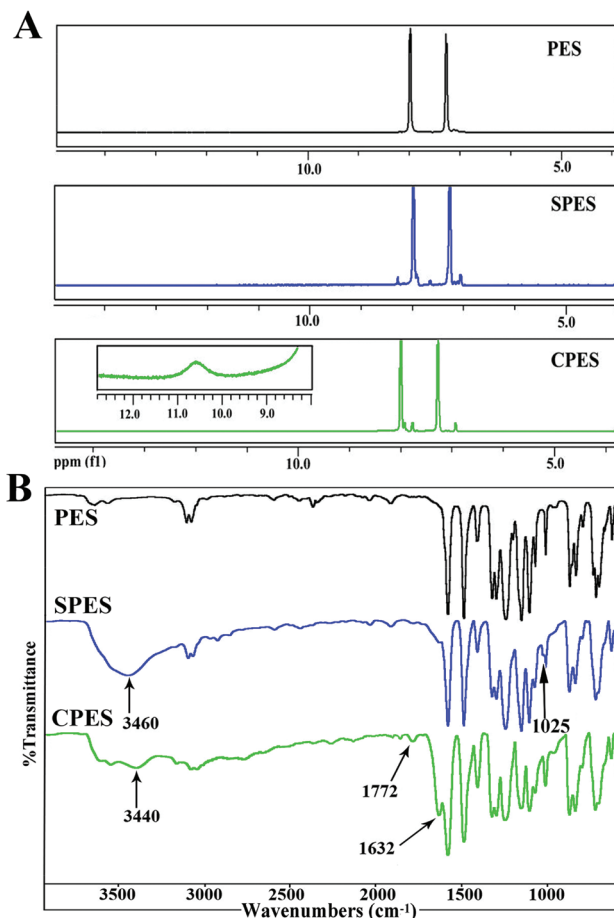 A
PES
10.0 5.0
SPES
10.0 5.0
CPES
12.0 11.0 10.0 9.0
ppm (f1) 10.0 5.0
B
PES
SPES
3460
1025
CPES
3440
1772
1632
%Transmittance
3500 3000 2500 2000 1500 1000
Wavenumbers (cm⁻¹)